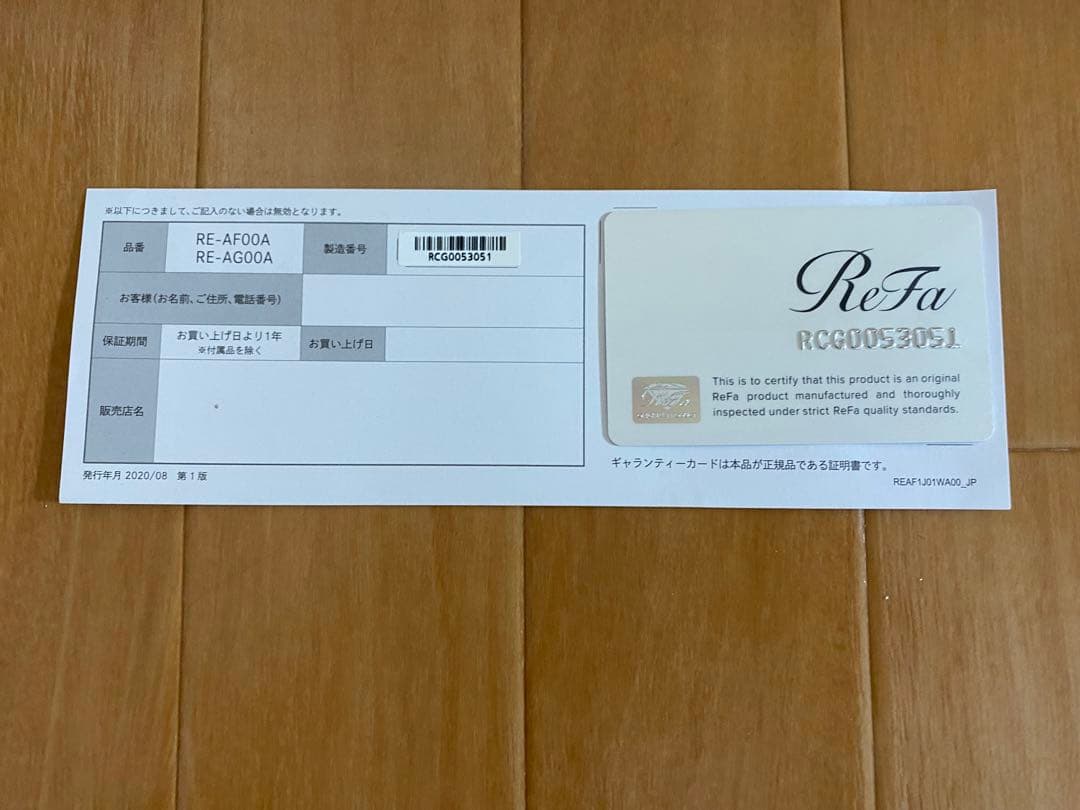 ※以下につきまして、ご記入のない場合は無効となります。
品番
RE-AF00A
RE-AG00A
製造番号
RCG0053051
お客様(お名前、ご住所、電話番号)
保証期間
お買い上げ日より1年
※付属品を除く
お買い上げ日
販売店名
発行年月 2020/08 第1版
ReFa
RCG0053051
ReFa
This is to certify that this product is an original
ReFa product manufactured and thoroughly
inspected under strict ReFa quality standards.
ギャランティーカードは本品が正規品である証明書です。
REAF1J01WA00_JP